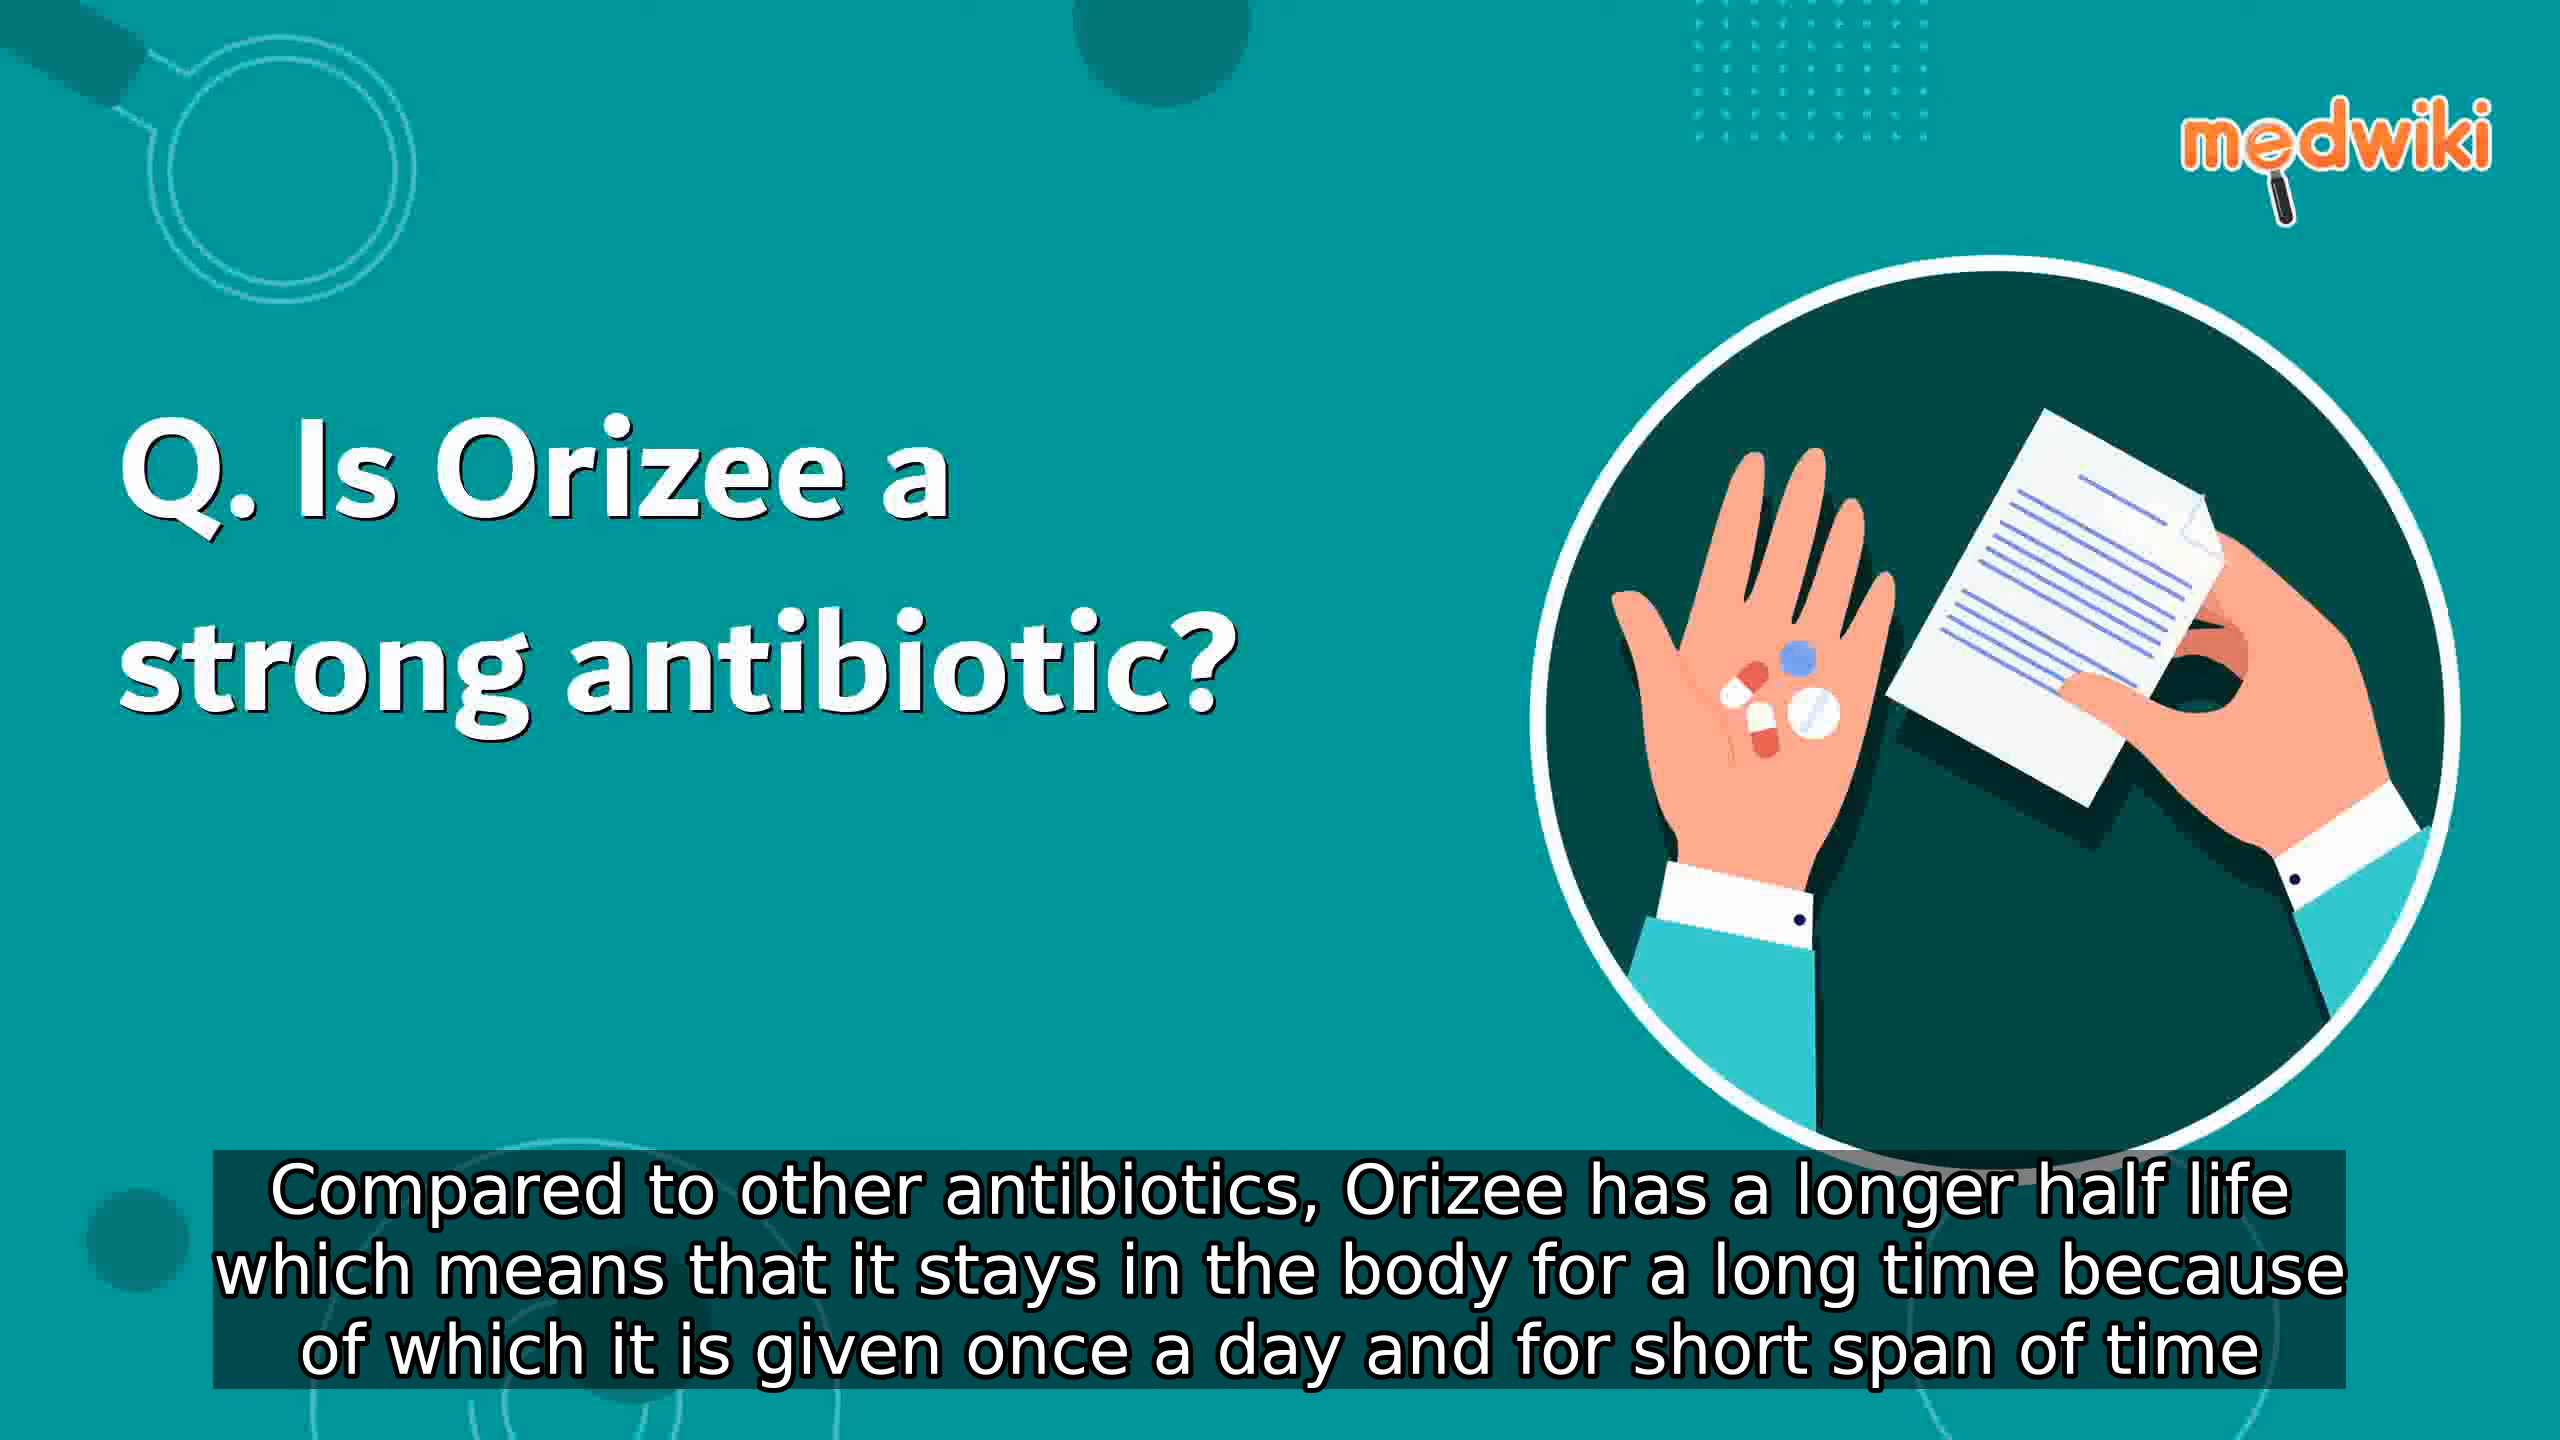 medwiki
Q. Is Orizee a
strong antibiotic?
Compared to other antibiotics, Orizee has a longer half life
which means that it stays in the body for a long time because
of which it is given once a day and for short span of time